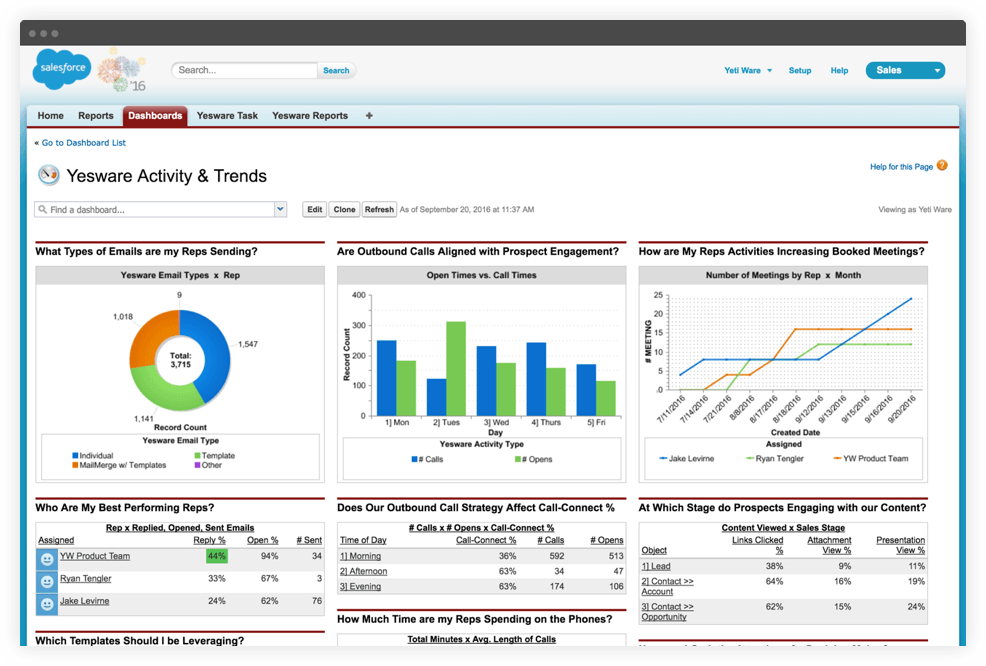 salesforce
'16
Search...
Search
Yeti Ware
Setup
Help
Sales
Home Reports Dashboards Yesware Task Yesware Reports +
« Go to Dashboard List
Yesware Activity & Trends
Help for this Page ?
Find a dashboard...
Edit Clone Refresh As of September 20, 2016 at 11:37 AM
Viewing as Yeti Ware
What Types of Emails are my Reps Sending?
Yesware Email Types x Rep
9
1,018
1,547
Total:
3,715
1,141
Record Count
Yesware Email Type
Individual Template
MailMerge w/ Templates Other
Are Outbound Calls Aligned with Prospect Engagement?
Open Times vs. Call Times
Record Count
400
300
200
100
0
1] Mon 2] Tues 3] Wed 4] Thurs 5] Fri
Day
Yesware Activity Type
# Calls # Opens
How are My Reps Activities Increasing Booked Meetings?
Number of Meetings by Rep x Month
# MEETING
25
20
15
10
5
.0
7/11/2016 7/14/2016 7/21/2016 8/8/2016 8/17/2016 8/18/2016 9/12/2016 9/13/2016 9/15/2016 9/16/2016 9/20/2016
Created Date
Assigned
Jake Levirne Ryan Tengler YW Product Team
Who Are My Best Performing Reps?
Rep x Replied, Opened, Sent Emails
Assigned Reply % Open % # Sent
YW Product Team 44% 94% 34
Ryan Tengler 33% 67% 3
Jake Levirne 24% 62% 76
Which Templates Should I be Leveraging?
Does Our Outbound Call Strategy Affect Call-Connect %
# Calls x # Opens x Call-Connect %
Time of Day Call-Connect % # Calls # Opens
1] Morning 36% 592 513
2] Afternoon 63% 34 47
3] Evening 63% 174 106
How Much Time are my Reps Spending on the Phones?
Total Minutes x Avg. Length of Calls
At Which Stage do Prospects Engaging with our Content?
Content Viewed x Sales Stage
Object
Links Clicked
%
Attachment
View %
Presentation
View %
1] Lead 38% 9% 11%
2] Contact >>
Account
64% 16% 19%
3] Contact >>
Opportunity
62% 15% 24%